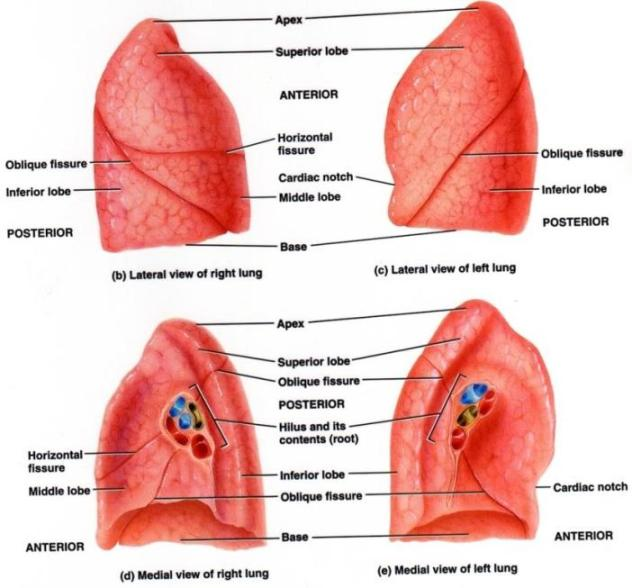 Apex
Superior lobe
ANTERIOR
Horizontal
fissure
Oblique fissure
Oblique fissure
Cardiac notch
Inferior lobe
Middle lobe
Inferior lobe
POSTERIOR
POSTERIOR
Base
(b) Lateral view of right lung
(c) Lateral view of left lung
Apex
Superior lobe
Oblique fissure
POSTERIOR
Hilus and its
contents (root)
Horizontal
fissure
Inferior lobe
Middle lobe
Oblique fissure
Cardiac notch
Base
ANTERIOR
ANTERIOR
(d) Medial view of right lung
(e) Medial view of left lung